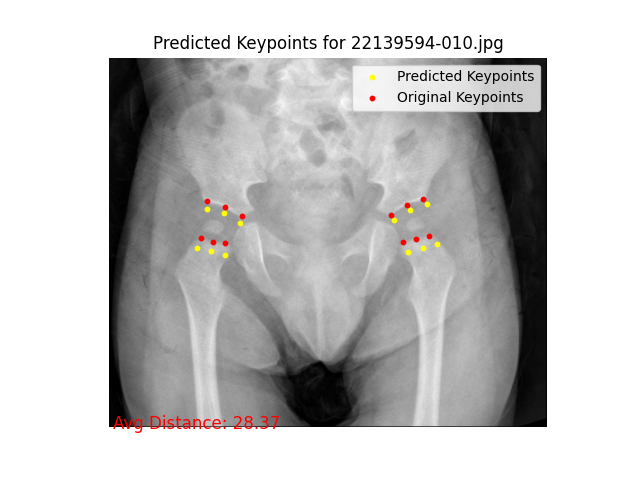 Predicted Keypoints for 22139594-010.jpg
Predicted Keypoints
Original Keypoints
Avg Distance: 28.37